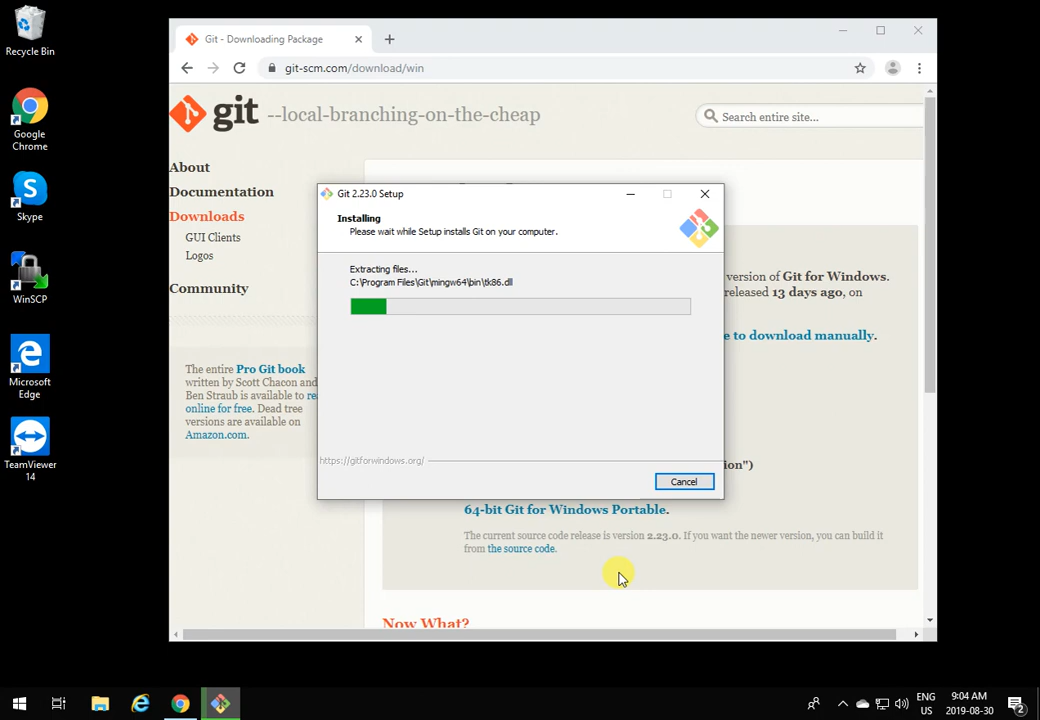 Recycle Bin
Google
Chrome
Skype
WinSCP
Microsoft
Edge
TeamViewer
14
Git - Downloading Package
git-scm.com/download/win
git --local-branching-on-the-cheap
Search entire site...
About
Documentation
Downloads
GUI Clients
Logos
Community
The entire Pro Git book
written by Scott Chacon and
Ben Straub is available to
online for free. Dead tree
versions are available on
Amazon.com.
Git 2.23.0 Setup
Installing
Please wait while Setup installs Git on your computer.
Extracting files...
C:\Program Files\Git\mingw64\bin\tk86.dll
https://gitforwindows.org/
Cancel
version of Git for Windows.
released 13 days ago, on
e to download manually.
ion")
64-bit Git for Windows Portable.
The current source code release is version 2.23.0. If you want the newer version, you can build it
from the source code.
Now What?
ENG
US
9:04 AM
2019-08-30
2